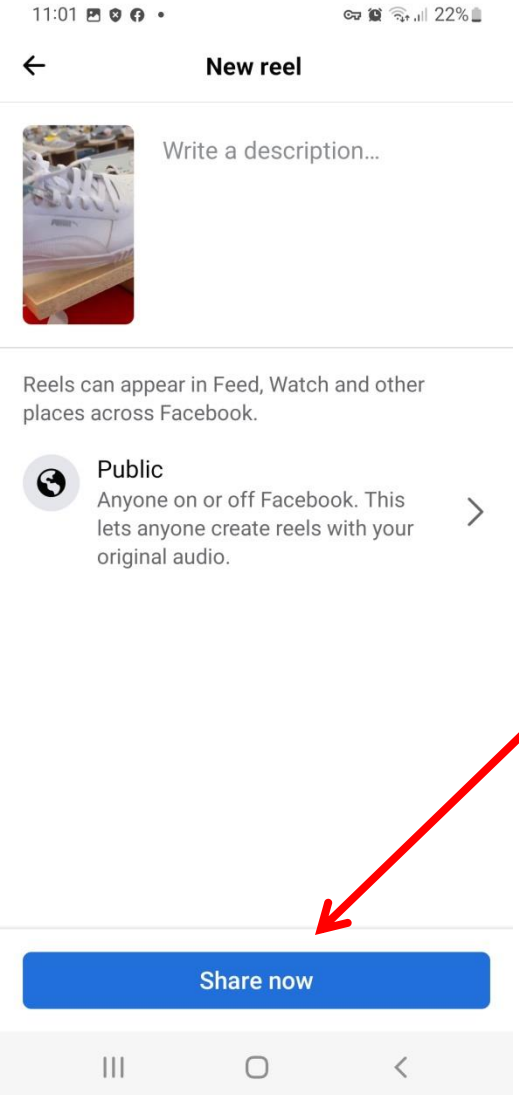 11:01
22%
New reel
Write a description...
PUMA
Reels can appear in Feed, Watch and other
places across Facebook.
Public
Anyone on or off Facebook. This
lets anyone create reels with your
original audio.
Share now